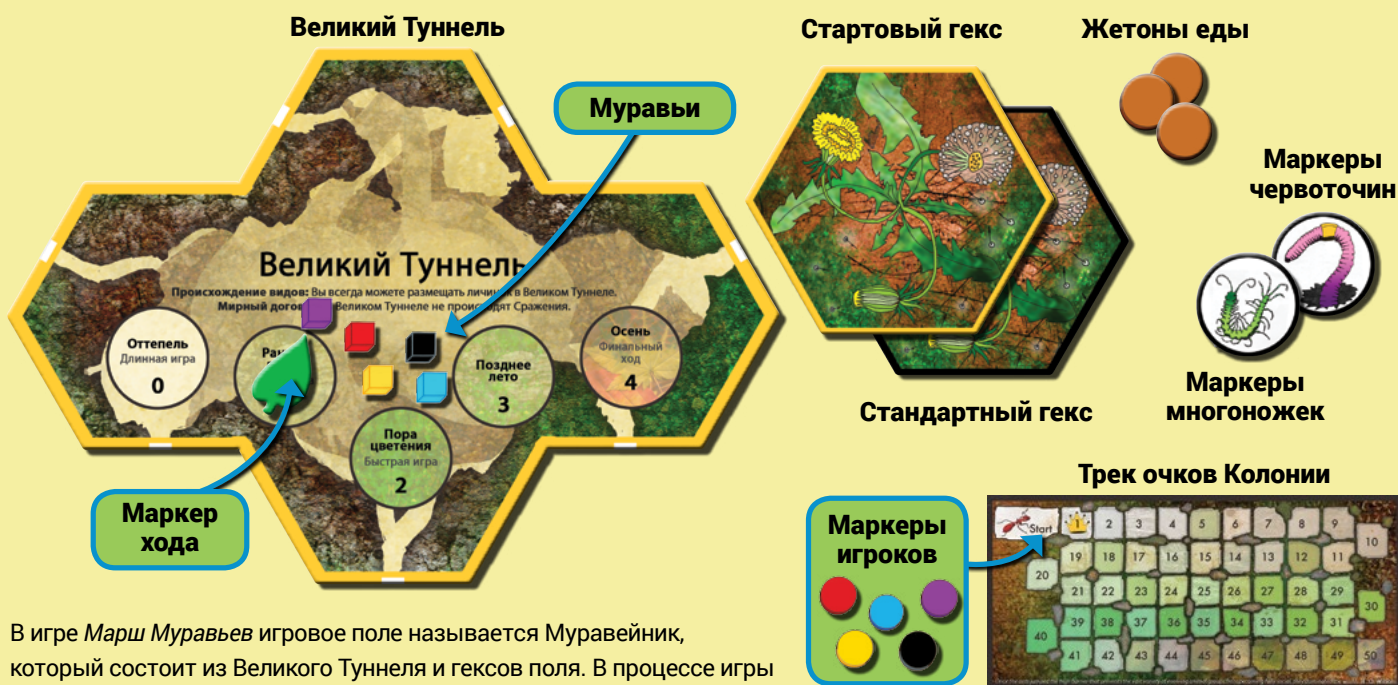 Великий Туннель
Стартовый гекс
Жетоны еды
Муравьи
Маркеры
червоточин
Великий Туннель
Происхождение видов: Вы всегда можете размещать личинок в Великом Туннеле.
Мирный Великом Туннеле не происходят Сражения.
Оттепель
Длинная игра
0
Позднее
лето
3
Осень
Финальный
ход
4
Пора
цветения
Быстрая игра
2
Маркер
хода
Стандартный гекс
Маркеры
многоножек
Трек очков Колонии
Маркеры
игроков
Start 1 2 3 4 5 6 7 8 9
10
19 18 17 16 15 14 13 12 11
20
21 22 23 24 25 26 27 28 29
30
39 38 37 36 35 34 33 32 31
40
41 42 43 44 45 46 47 48 49 50
В игре Марш Муравьев игровое поле называется Муравейник,
который состоит из Великого Туннеля и гексов поля. В процессе игры